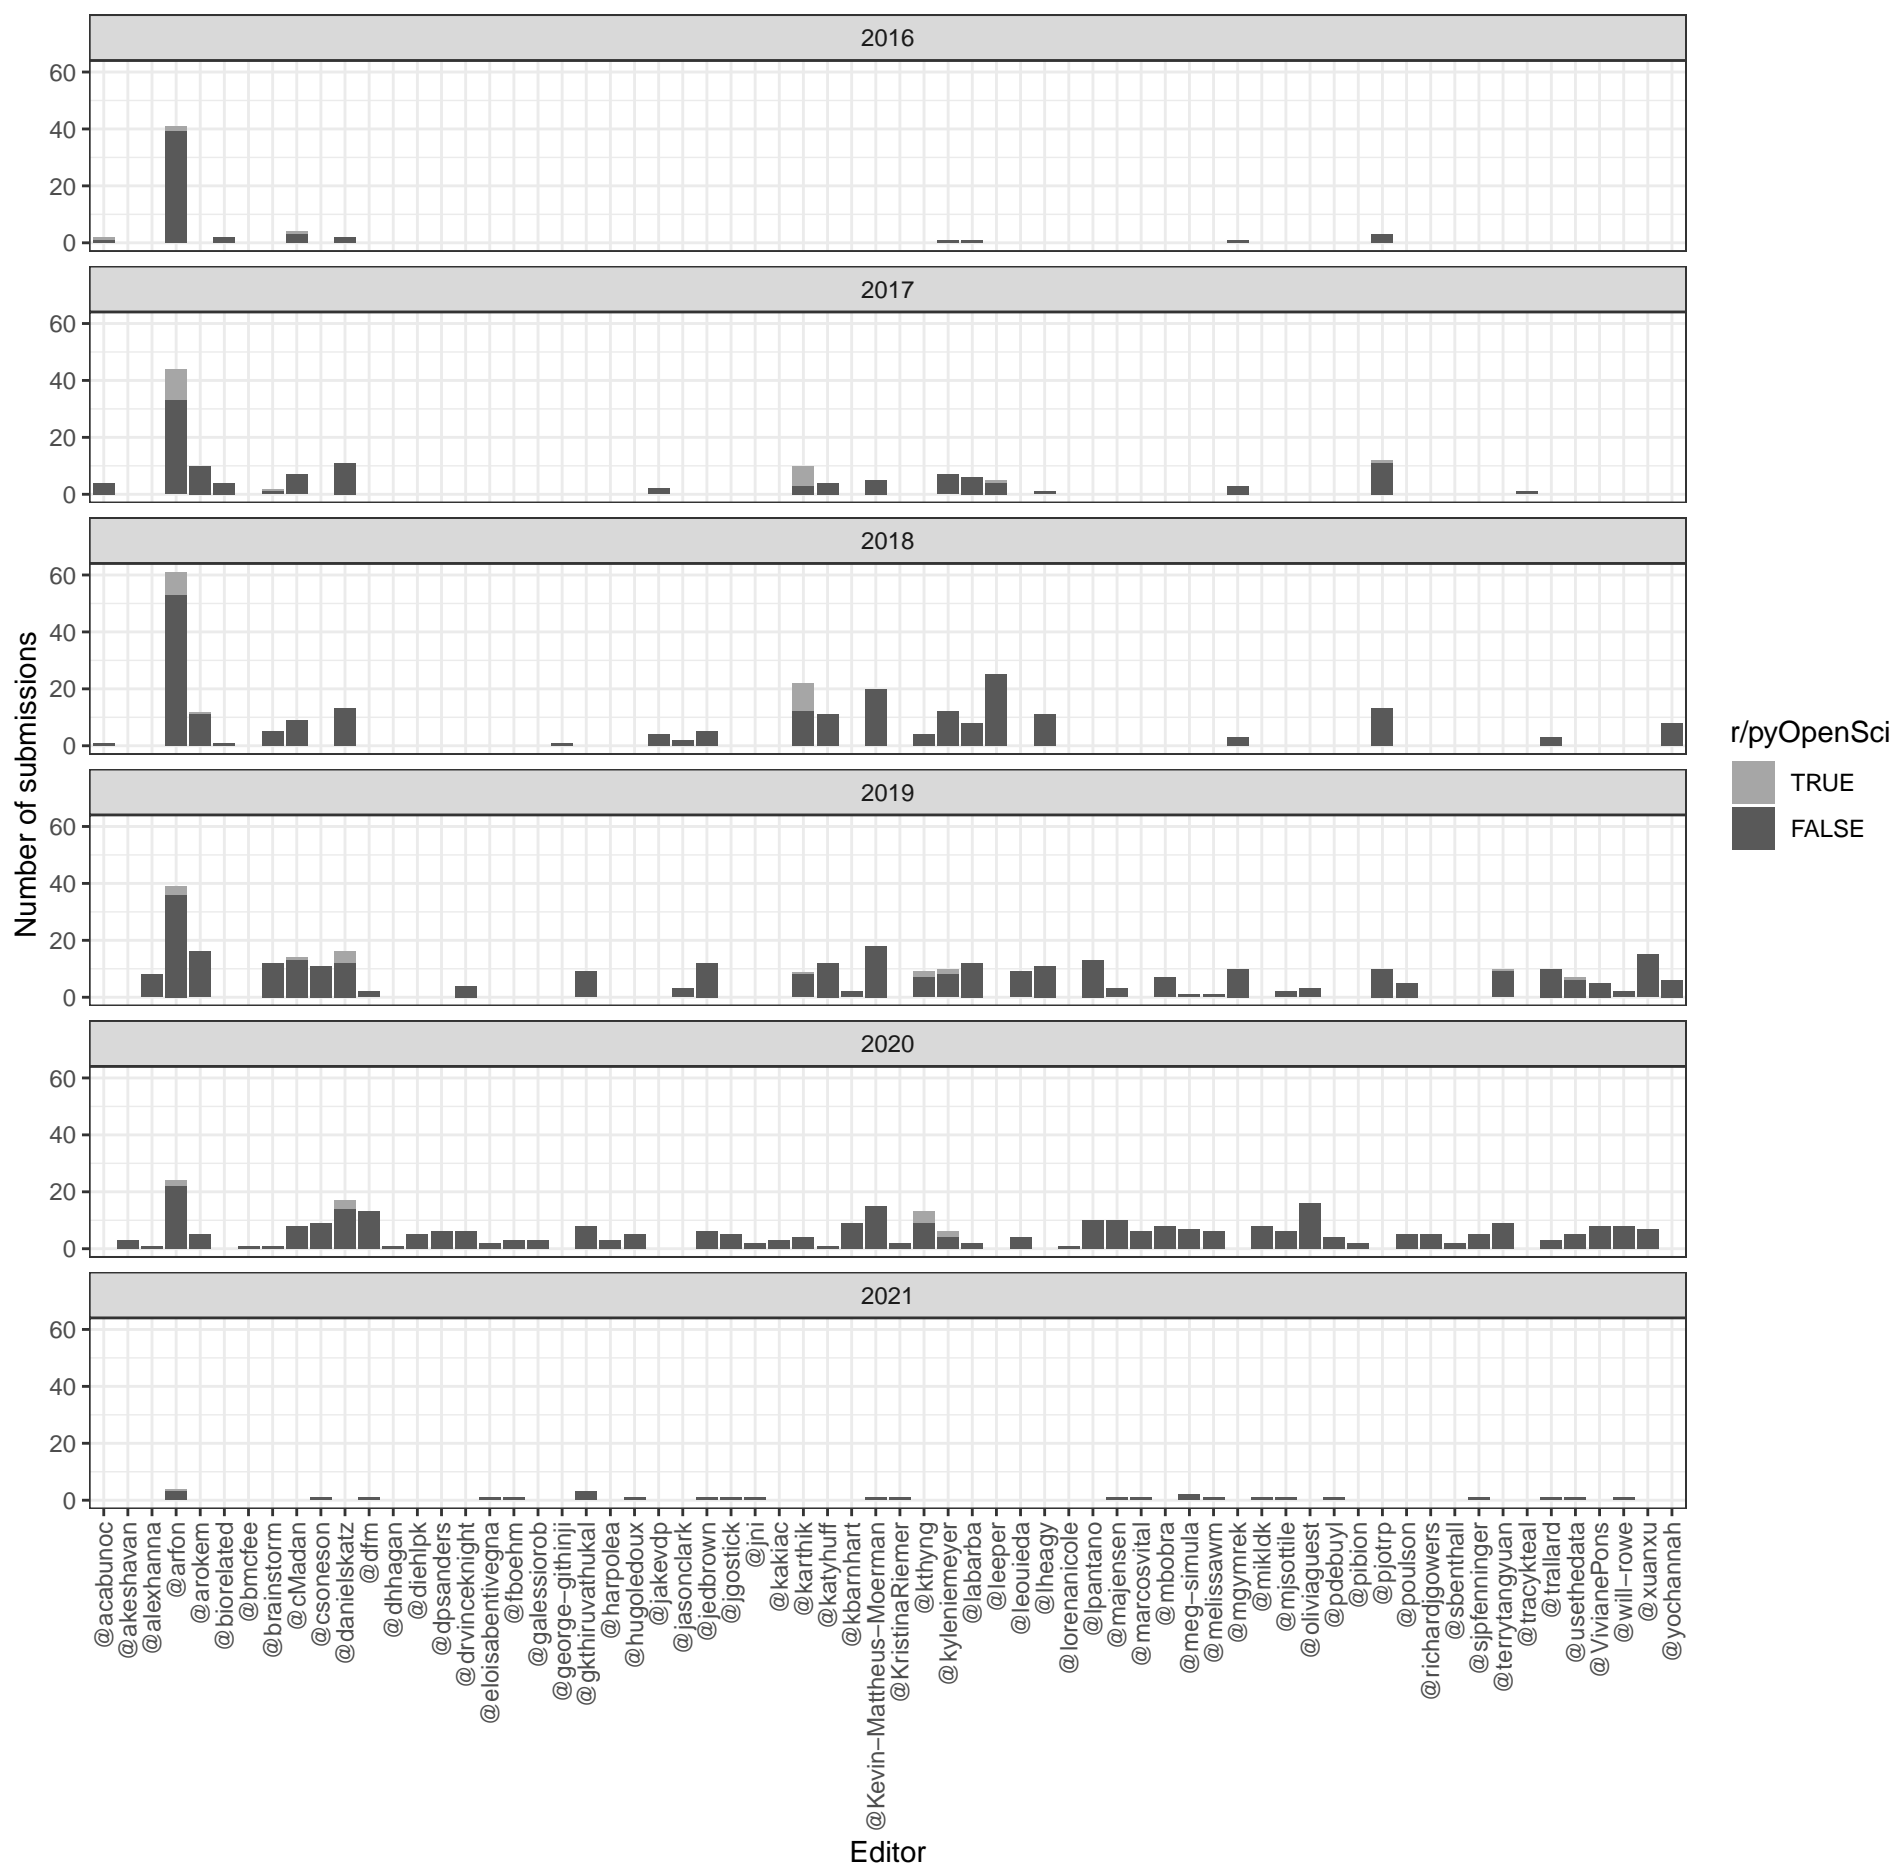 2016
60
40
20
0
2017
60
40
20
0
2018
60
40
20
0
2019
60
40
20
0
2020
60
40
20
0
2021
60
40
20
0
Number of submissions
@acabunoc
@akeshavan
@alexhanna
@arfon
@arokem
@biorelated
@bmcfee
@brainstorm
@cMadan
@csoneson
@danielskatz
@dfm
@dhhagan
@diehlpk
@dpsanders
@drvinceknight
@eloisabentivegna
@fboehm
@galessiorob
@george−githinji
@gkthiruvathukal
@harpolea
@hugoledoux
@jakevdp
@jasonclark
@jedbrown
@jgostick
@jni
@kakiac
@karthik
@katyhuff
@kbarnhart
@Kevin−Mattheus−Moerman
@KristinaRiemer
@kthyng
@kyleniemeyer
@labarba
@leeper
@leouieda
@lheagy
@lorenanicole
@lpantano
@majensen
@marcosvital
@mbobra
@meg−simula
@melissawm
@mgymrek
@mikldk
@mjsottile
@oliviaguest
@pdebuyl
@pibion
@pjotrp
@poulson
@richardjgowers
@sbenthall
@sjpfenninger
@terrytangyuan
@tracykteal
@trallard
@usethedata
@VivianePons
@will−rowe
@xuanxu
@yochannah
Editor
r/pyOpenSci
TRUE
FALSE